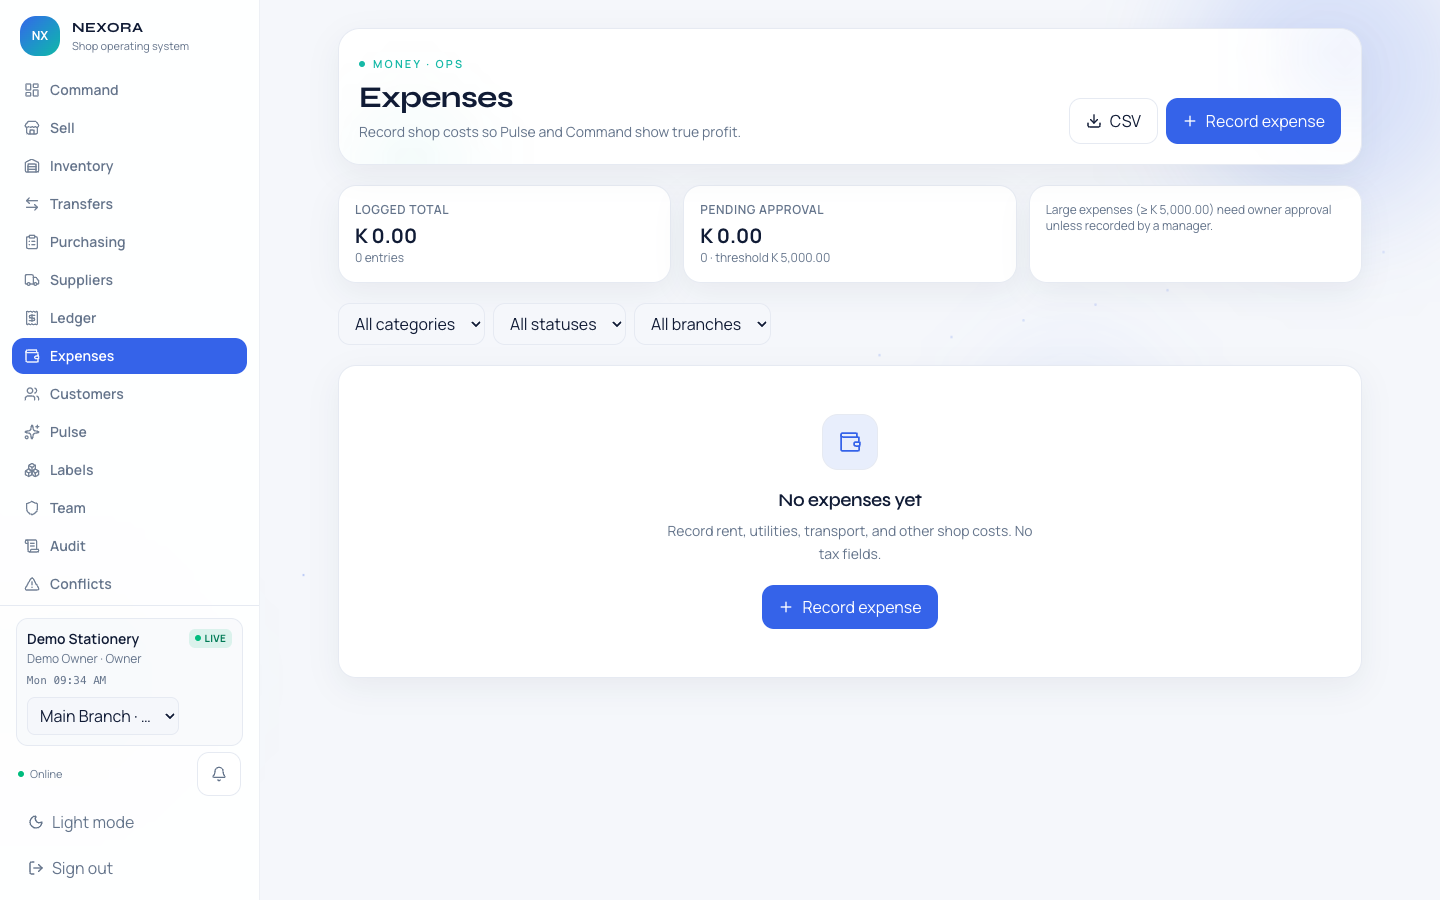 NX
NEXORA
Shop operating system
Command
Sell
Inventory
Transfers
Purchasing
Suppliers
Ledger
Expenses
Customers
Pulse
Labels
Team
Audit
Conflicts
Demo Stationery
LIVE
Demo Owner · Owner
Mon 09:34 AM
Main Branch · ...
Online
Light mode
Sign out
MONEY · OPS
Expenses
Record shop costs so Pulse and Command show true profit.
CSV
Record expense
LOGGED TOTAL
K 0.00
0 entries
PENDING APPROVAL
K 0.00
0 · threshold K 5,000.00
Large expenses (≥ K 5,000.00) need owner approval
unless recorded by a manager.
All categories
All statuses
All branches
No expenses yet
Record rent, utilities, transport, and other shop costs. No
tax fields.
Record expense